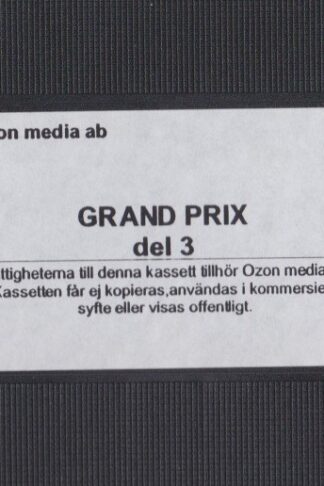 on media ab
GRAND PRIX
del 3
ttigheterna till denna kassett tillhör Ozon media
Kassetten får ej kopieras,användas i kommersie
syfte eller visas offentligt.